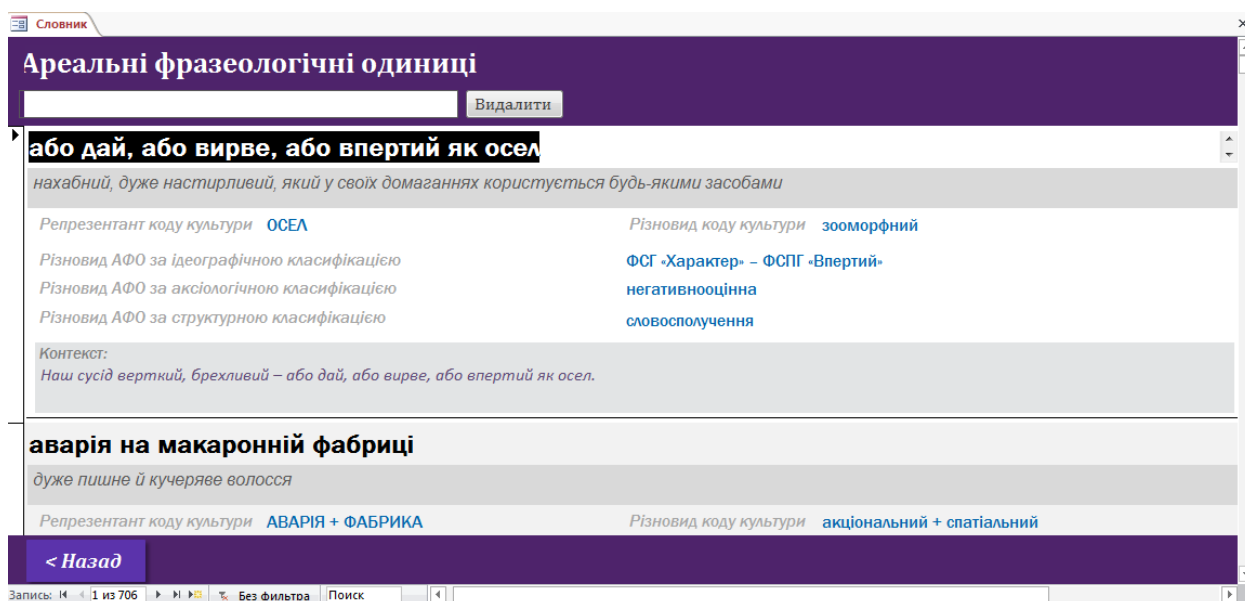 Словник
Ареальні фразеологічні одиниці
Видалити
або дай, або вирве, або впертий як осел
нахабний, дуже настирливий, який у своїх домаганнях користується будь-якими засобами
Репрезентант коду культури ОСЕЛ Різновид коду культури зооморфний
Різновид АФО за ідеографічною класифікацією ФСГ «Характер» – ФСПГ «Впертий»
Різновид АФО за аксіологічною класифікацією негативнооцінна
Різновид АФО за структурною класифікацією словосполучення
Контекст:
Наш сусід верткий, брехливий – або дай, або вирве, або впертий як осел.
аварія на макаронній фабриці
дуже пишне й кучеряве волосся
Репрезентант коду культури АВАРІЯ + ФАБРИКА Різновид коду культури акціональний + спатіальний
< Назад
Запись: 1 из 706 Без фильтра Поиск